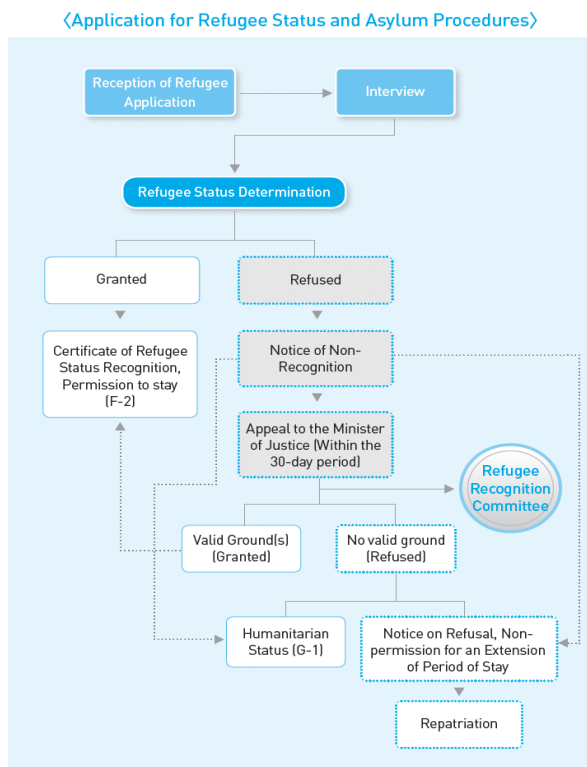 〈Application for Refugee Status and Asylum Procedures〉
Reception of Refugee
Application
Interview
Refugee Status Determination
Granted
Refused
Certificate of Refugee
Status Recognition,
Permission to stay
(F-2)
Notice of Non-
Recognition
Appeal to the Minister
of Justice (Within the
30-day period)
Refugee
Recognition
Committee
Valid Ground(s)
(Granted)
No valid ground
(Refused)
Humanitarian
Status (G-1)
Notice on Refusal, Non-
permission for an Extension
of Period of Stay
Repatriation